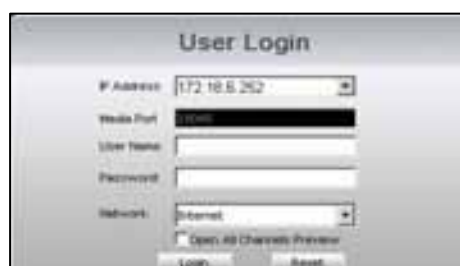 User Login
IP Address 172.18.6.252
Media Port
User Name
Password
Network Internet
Open All Channels Preview
Login Reset